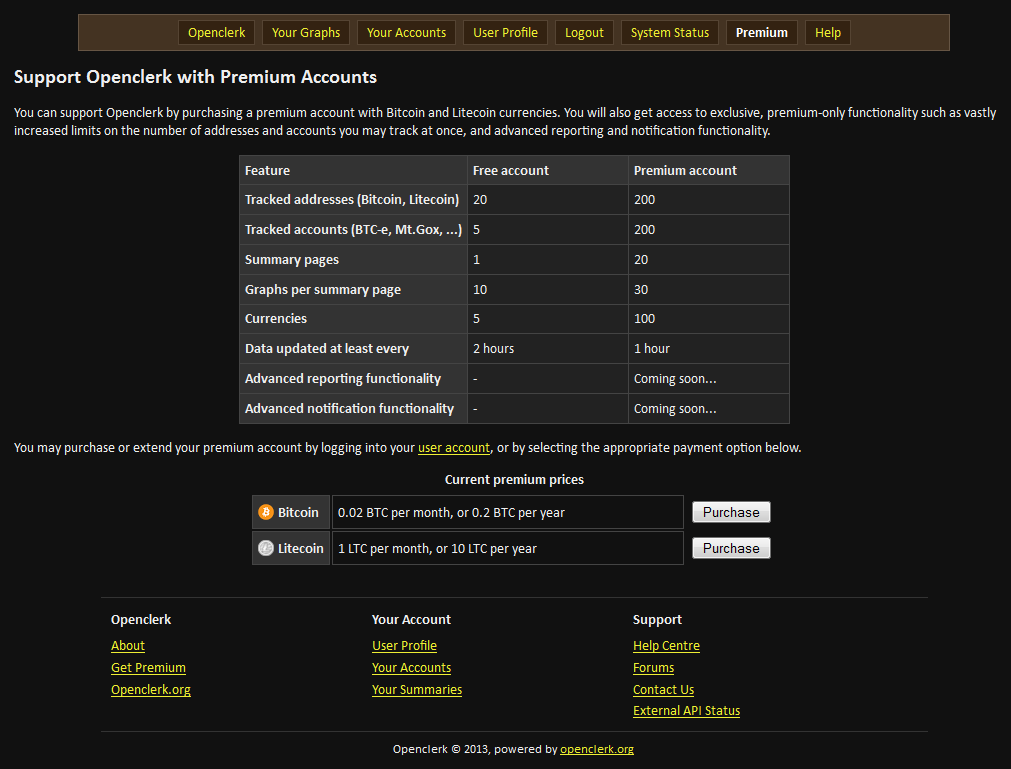 Openclerk Your Graphs Your Accounts User Profile Logout System Status Premium Help
Support Openclerk with Premium Accounts
You can support Openclerk by purchasing a premium account with Bitcoin and Litecoin currencies. You will also get access to exclusive, premium-only functionality such as vastly
increased limits on the number of addresses and accounts you may track at once, and advanced reporting and notification functionality.
Feature Free account Premium account
Tracked addresses (Bitcoin, Litecoin) 20 200
Tracked accounts (BTC-e, Mt.Gox, ...) 5 200
Summary pages 1 20
Graphs per summary page 10 30
Currencies 5 100
Data updated at least every 2 hours 1 hour
Advanced reporting functionality - Coming soon...
Advanced notification functionality - Coming soon...
You may purchase or extend your premium account by logging into your user account, or by selecting the appropriate payment option below.
Current premium prices
Bitcoin 0.02 BTC per month, or 0.2 BTC per year Purchase
Litecoin 1 LTC per month, or 10 LTC per year Purchase
Openclerk Your Account Support
About User Profile Help Centre
Get Premium Your Accounts Forums
Openclerk.org Your Summaries Contact Us
External API Status
Openclerk © 2013, powered by openclerk.org